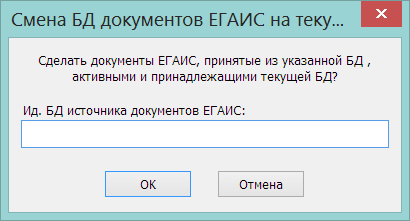 Смена БД документов ЕГАИС на теку...
Сделать документы ЕГАИС, принятые из указанной БД ,
активными и принадлежащими текущей БД?
Ид. БД источника документов ЕГАИС:
ОК
Отмена